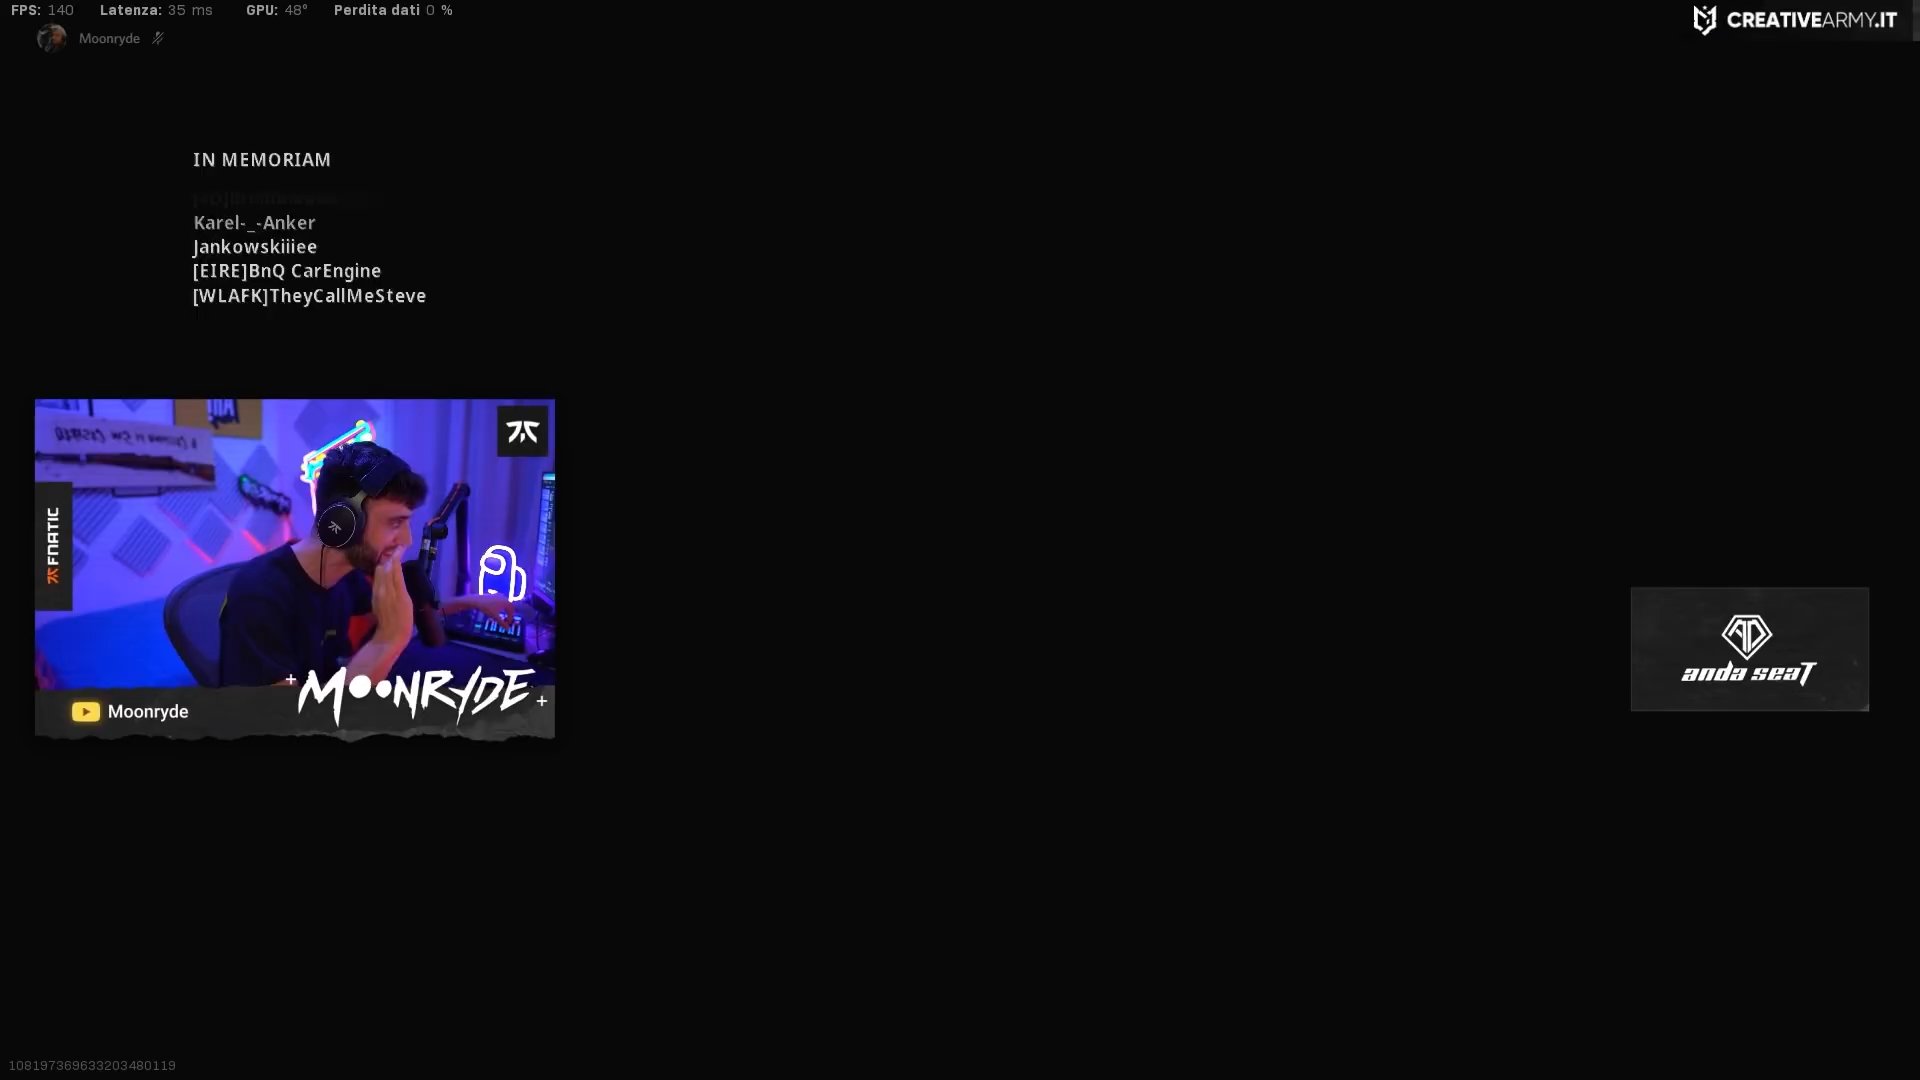 FPS: 140 Latenza: 35 ms GPU: 48° Perdita dati 0 %
CREATIVEARMY.IT
Moonryde
IN MEMORIAM
Karel-_-Anker
Jankowskiiiee
[EIRE]BnQ CarEngine
[WLAFK]TheyCallMeSteve
FNATIC
MOONRYDE
Moonryde
anda seaT
108197369633203480119